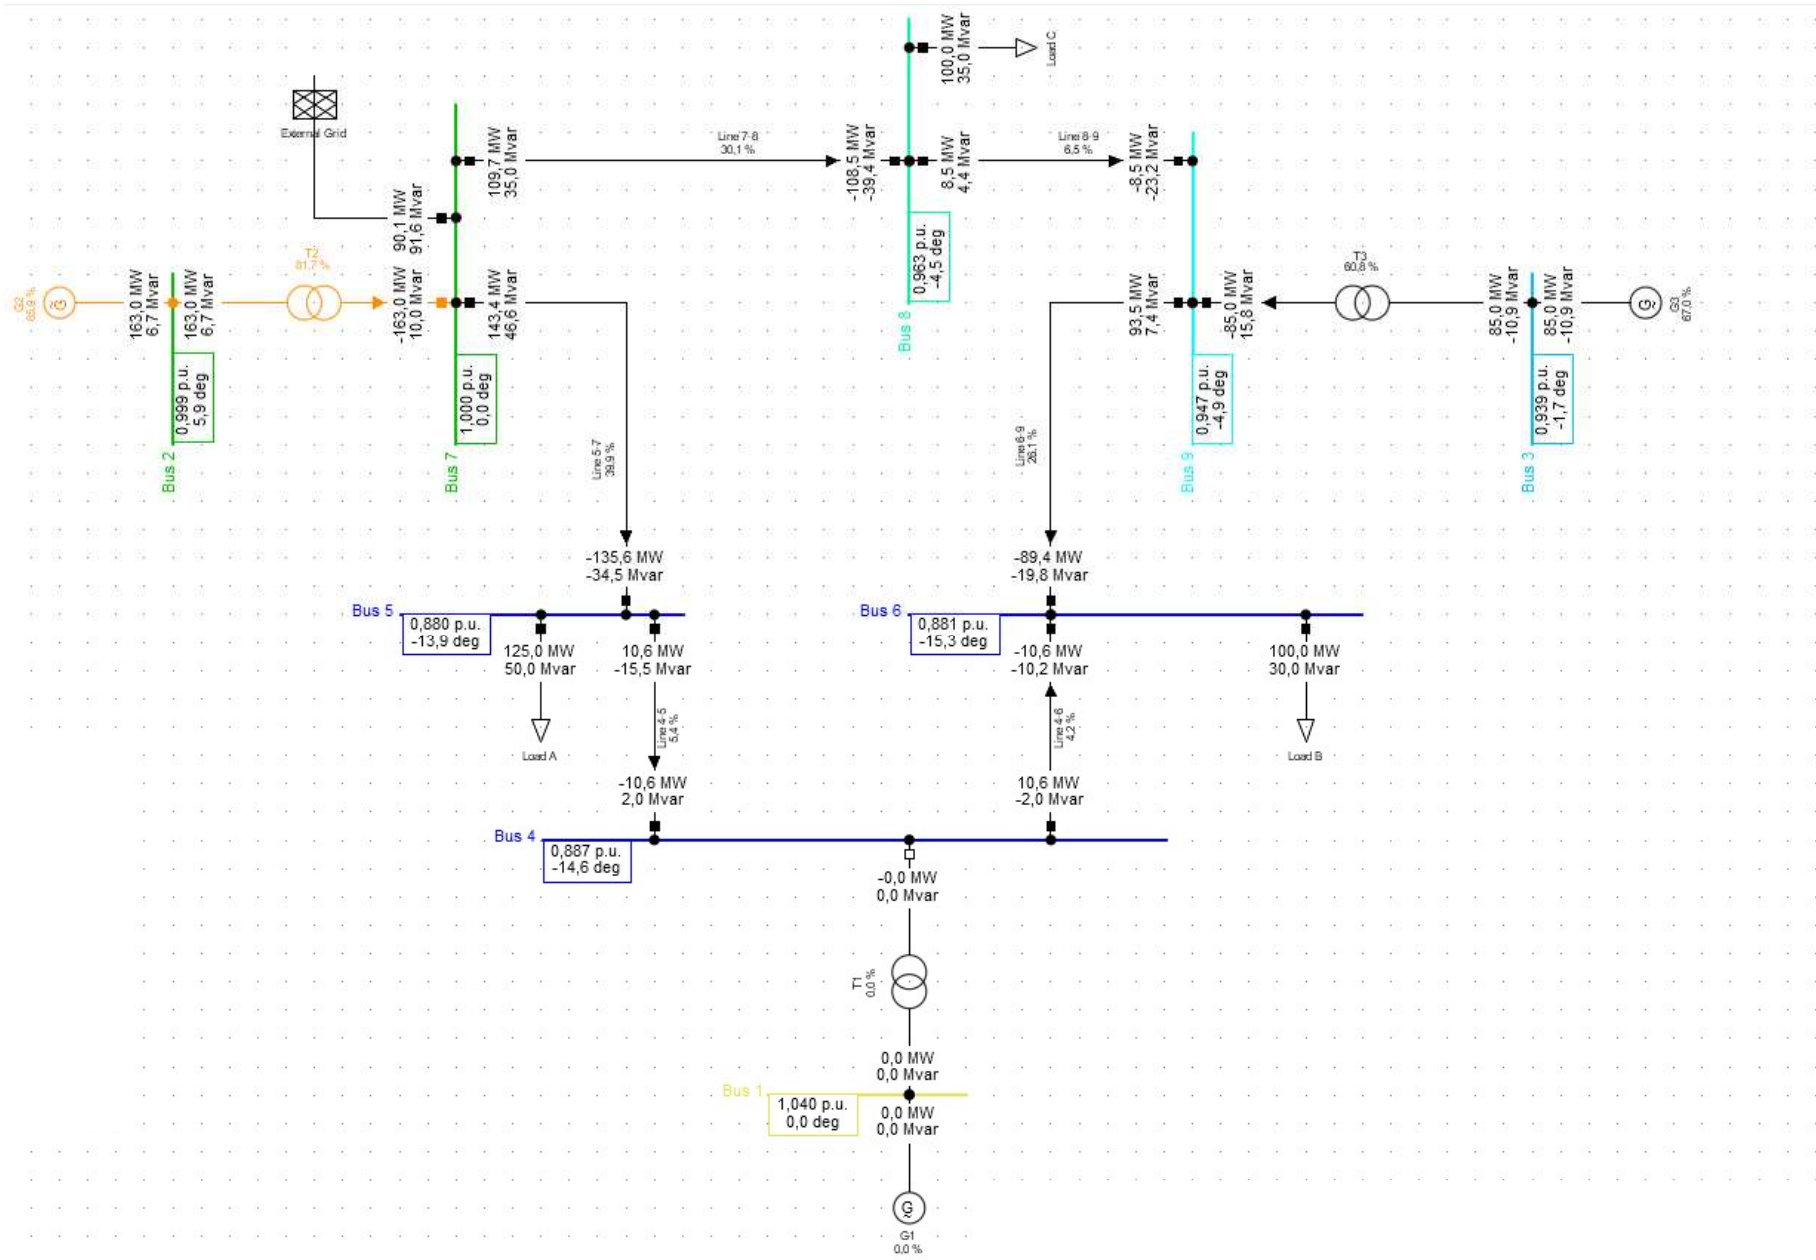 100,0 MW
35,0 Mvar
Load C
External Grid
109,7 MW
35,0 Mvar
Line 7-8
30,1 %
-108,5 MW
-39,4 Mvar
8,5 MW
4,4 Mvar
Line 8-9
6,5 %
-8,5 MW
-23,2 Mvar
90,1 MW
91,6 Mvar
0,963 p.u.
-4,5 deg
Bus 8
G2
65,9 %
163,0 MW
6,7 Mvar
163,0 MW
6,7 Mvar
T2
81,7 %
-163,0 MW
10,0 Mvar
143,4 MW
46,6 Mvar
93,5 MW
7,4 Mvar
-85,0 MW
15,8 Mvar
T3
60,8 %
85,0 MW
-10,9 Mvar
85,0 MW
-10,9 Mvar
G3
67,0 %
0,999 p.u.
5,9 deg
Bus 2
1,000 p.u.
0,0 deg
Bus 7
Line 5-7
39,9 %
Line 6-9
26,1 %
0,947 p.u.
-4,9 deg
Bus 9
0,939 p.u.
-1,7 deg
Bus 3
-135,6 MW
-34,5 Mvar
-89,4 MW
-19,8 Mvar
Bus 5
0,880 p.u.
-13,9 deg
125,0 MW
50,0 Mvar
10,6 MW
-15,5 Mvar
Bus 6
0,881 p.u.
-15,3 deg
-10,6 MW
-10,2 Mvar
100,0 MW
30,0 Mvar
Load A
Line 4-5
5,4 %
Line 4-6
4,2 %
Load B
-10,6 MW
2,0 Mvar
10,6 MW
-2,0 Mvar
Bus 4
0,887 p.u.
-14,6 deg
-0,0 MW
0,0 Mvar
T1
0,0 %
0,0 MW
0,0 Mvar
Bus 1
1,040 p.u.
0,0 deg
0,0 MW
0,0 Mvar
G
G
G
G1
0,0 %